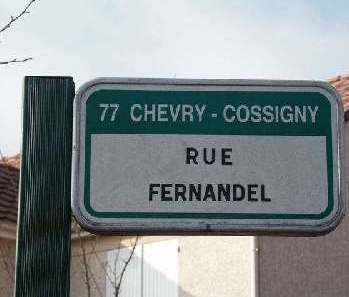 77 CHEVRY - COSSIGNY
RUE
FERNANDEL